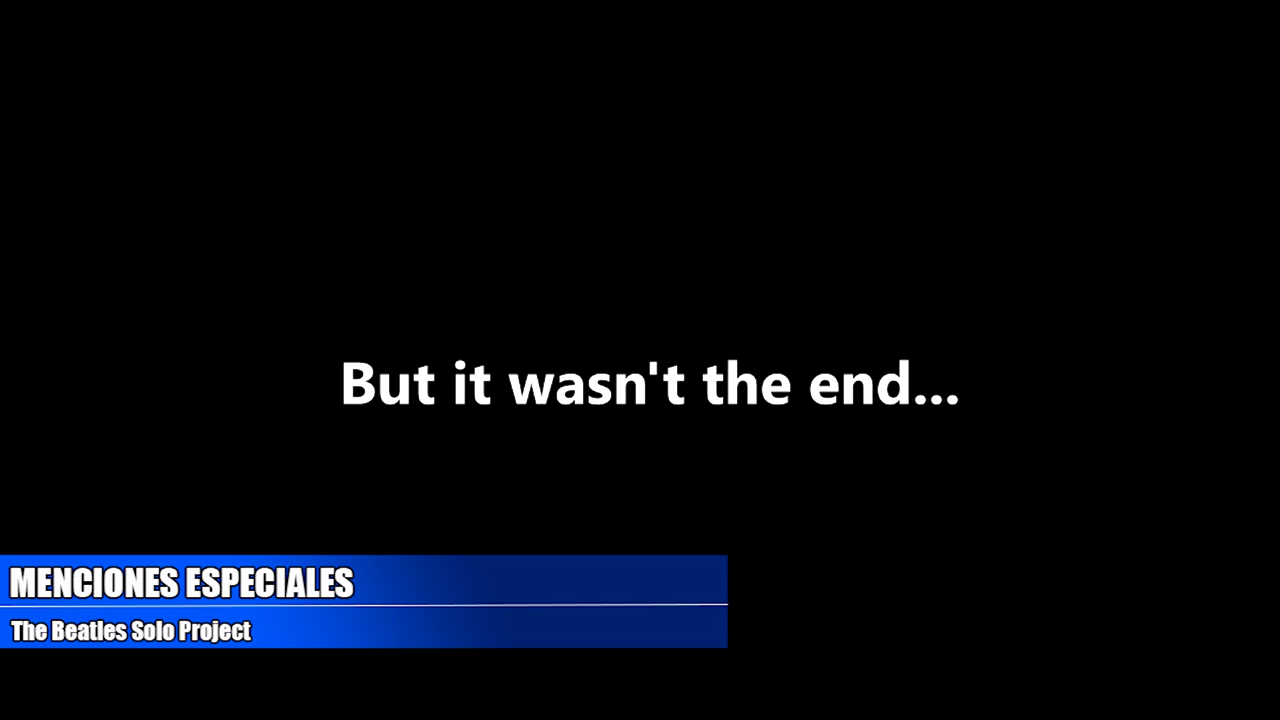 But it wasn't the end...
MENCIONES ESPECIALES
The Beatles Solo Project